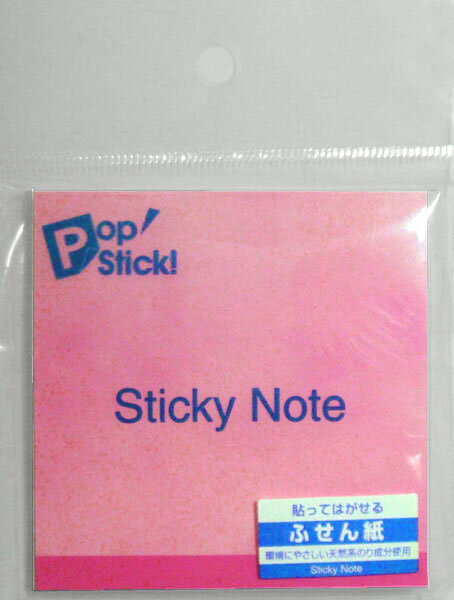 Pop!
Stick!
Sticky Note
貼ってはがせる
ふせん紙
環境にやさしい天然系のり成分使用
Sticky Note